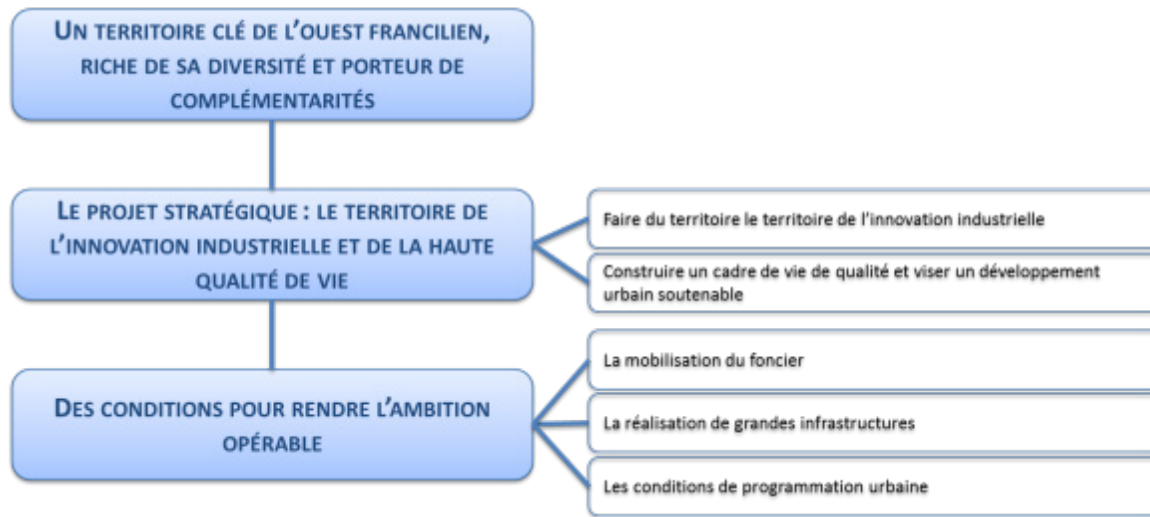 UN TERRITOIRE CLÉ DE L'OUEST FRANCILIEN,
RICHE DE SA DIVERSITÉ ET PORTEUR DE
COMPLÉMENTARITÉS
LE PROJET STRATÉGIQUE : LE TERRITOIRE DE
L'INNOVATION INDUSTRIELLE ET DE LA HAUTE
QUALITÉ DE VIE
Faire du territoire le territoire de l'innovation industrielle
Construire un cadre de vie de qualité et viser un développement
urbain soutenable
DES CONDITIONS POUR RENDRE L'AMBITION
OPÉRABLE
La mobilisation du foncier
La réalisation de grandes infrastructures
Les conditions de programmation urbaine